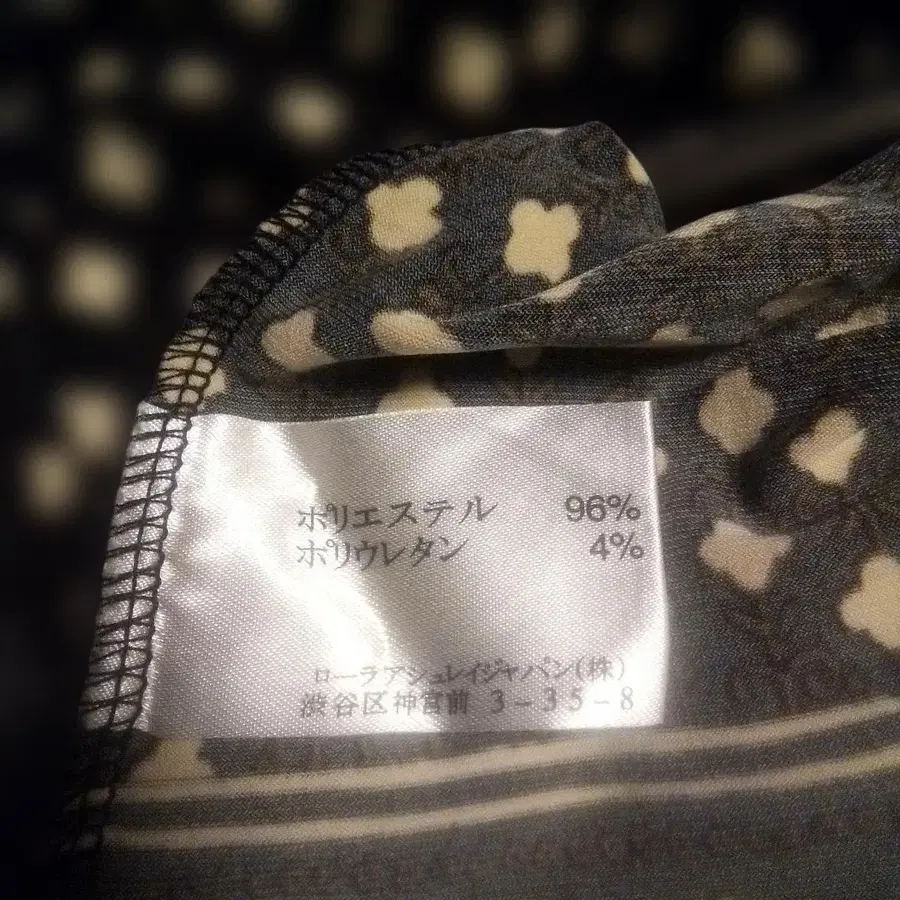 ポリエステル 96%
ポリウレタン 4%
ローラアシュレイジャパン(株)
渋谷区神宮前 3-35-8